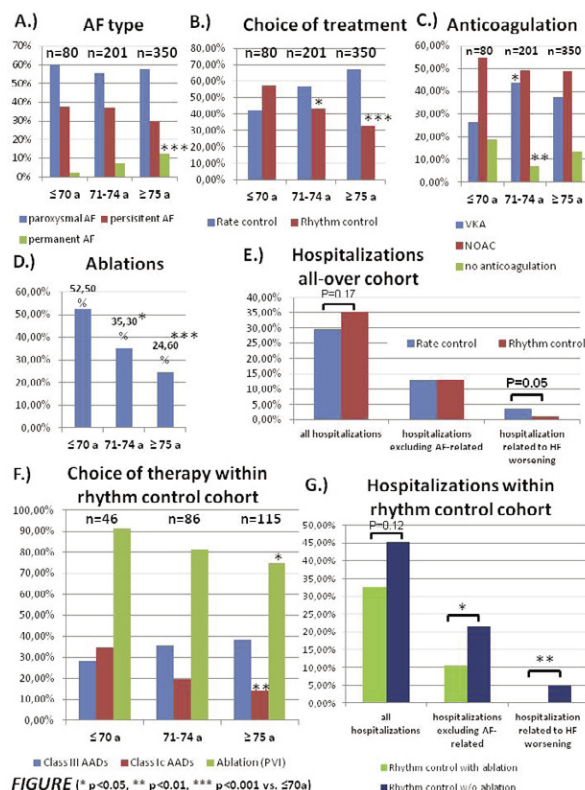 A.) AF type
n=80 n=201 n=350
60%
50%
40%
30%
20%
10%
0%
***
≤70 a 71-74 a ≥ 75 a
paroxysmal AF persisitent AF
permanent AF
B.) Choice of treatment
n=80 n=201 n=350
80,00%
70,00%
60,00%
50,00%
40,00%
30,00%
20,00%
10,00%
0,00%
*
***
≤70 a 71-74 a ≥ 75 a
Rate control Rhythm control
C.) Anticoagulation
n=80 n=201 n=350
60,00%
50,00%
40,00%
30,00%
20,00%
10,00%
0,00%
*
**
≤70 a 71-74 a ≥ 75 a
VKA
NOAC
no anticoagulation
D.) Ablations
60,00%
50,00%
40,00%
30,00%
20,00%
10,00%
0,00%
52,50
%
35,30 *
%
24,60 ***
%
≤70 a 71-74 a ≥ 75 a
E.) Hospitalizations
all-over cohort
40,00%
35,00%
30,00%
25,00%
20,00%
15,00%
10,00%
5,00%
0,00%
P=0.17
Rate control Rhythm control
P=0.05
all hospitalizations
hospitalizations
excluding AF-related
hospitalization
related to HF
worsening
F.) Choice of therapy within
rhythm control cohort
n=46 n=86 n=115
100,00%
90,00%
80,00%
70,00%
60,00%
50,00%
40,00%
30,00%
20,00%
10,00%
0,00%
*
**
≤70 a 71-74 a ≥ 75 a
Class III AADs Class Ic AADs Ablation (PVI)
G.) Hospitalizations within
rhythm control cohort
50,00%
45,00%
40,00%
35,00%
30,00%
25,00%
20,00%
15,00%
10,00%
5,00%
0,00%
P=0.12
*
**
all
hospitalizations
hospitalizations
excluding AF-
related
hospitalization
related to HF
worsening
Rhythm control with ablation
Rhythm control w/o ablation
FIGURE (* p<0.05, ** p<0.01, *** p<0.001 vs. ≤70a)